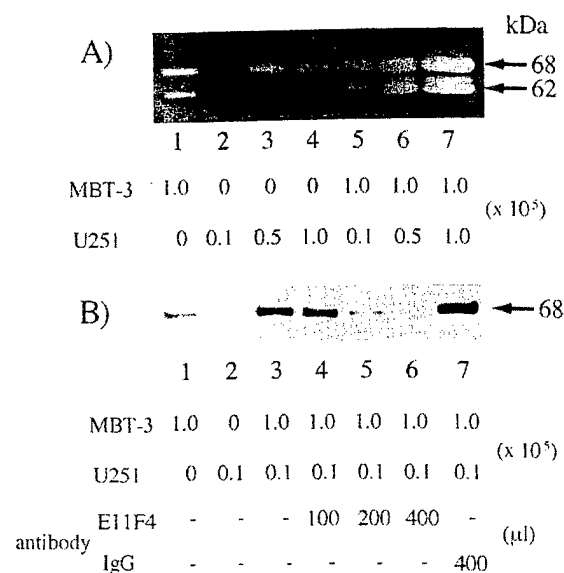 kDa
A)
68
62
1 2 3 4 5 6 7
MBT-3 1.0 0 0 0 1.0 1.0 1.0
(x 10⁵)
U251 0 0.1 0.5 1.0 0.1 0.5 1.0
B)
68
1 2 3 4 5 6 7
MBT-3 1.0 0 1.0 1.0 1.0 1.0 1.0
(x 10⁵)
U251 0 0.1 0.1 0.1 0.1 0.1 0.1
E11F4 - - - 100 200 400 -
antibody (µl)
IgG - - - - - - 400